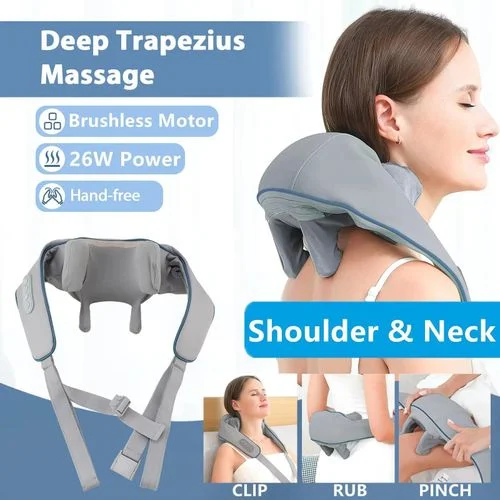 Deep Trapezius
Massage
Brushless Motor
26W Power
Hand-free
Shoulder & Neck
CLIP
RUB
PINCH